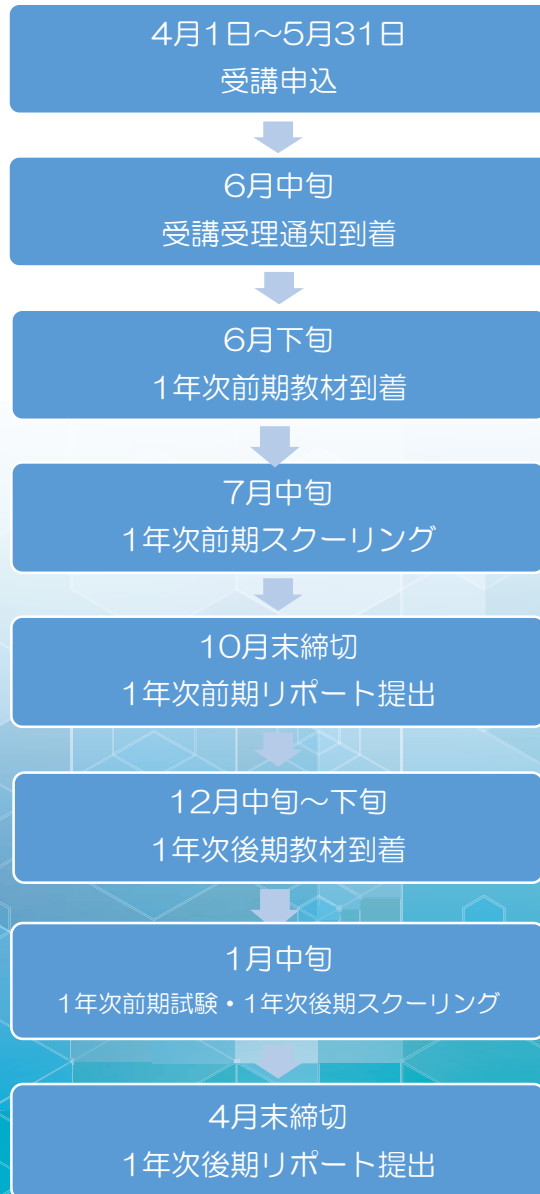 4月1日～5月31日
受講申込
6月中旬
受講受理通知到着
6月下旬
1年次前期教材到着
7月中旬
1年次前期スクーリング
10月末締切
1年次前期リポート提出
12月中旬～下旬
1年次後期教材到着
1月中旬
1年次前期試験・1年次後期スクーリング
4月末締切
1年次後期リポート提出